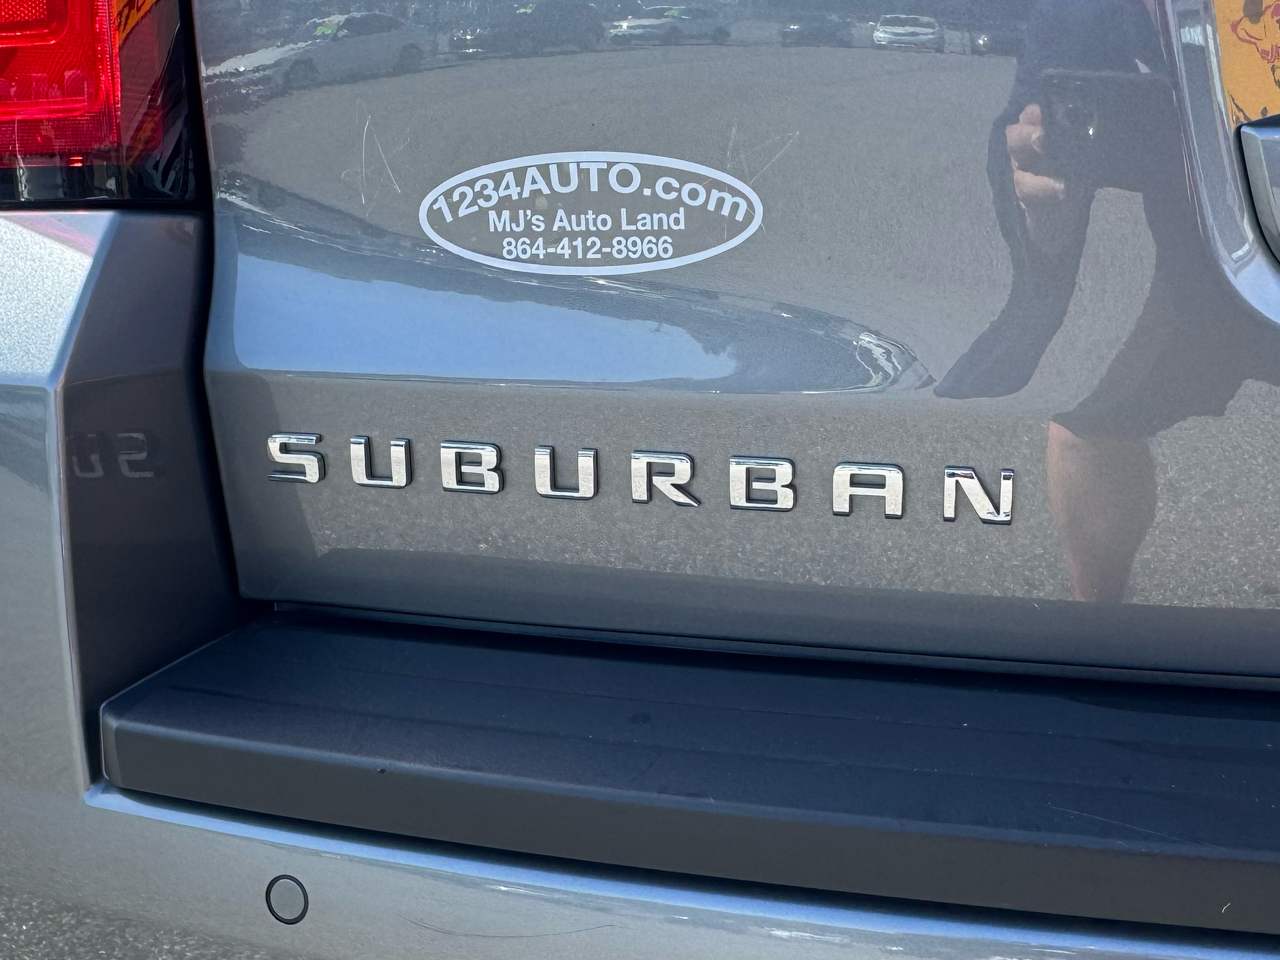 1234AUTO.com
MJ's Auto Land
864-412-8966
SUBURBAN